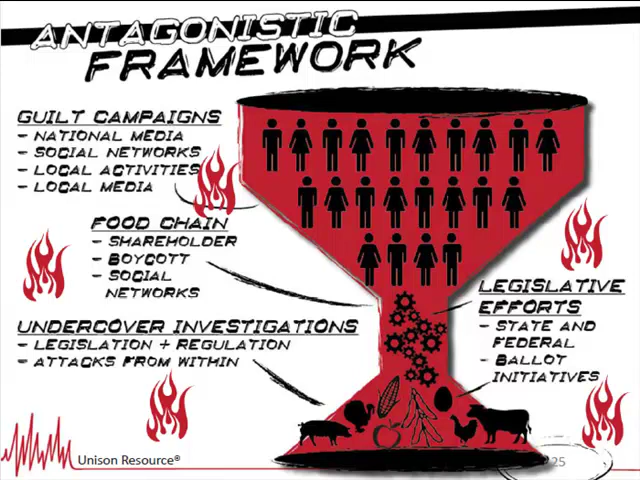 ANTAGONISTIC
FRAMEWORK
GUILT CAMPAIGNS
- NATIONAL MEDIA
- SOCIAL NETWORKS
- LOCAL ACTIVITIES
- LOCAL MEDIA
FOOD CHAIN
- SHAREHOLDER
- BOYCOTT
- SOCIAL
NETWORKS
UNDERCOVER INVESTIGATIONS
- LEGISLATION + REGULATION
- ATTACKS FROM WITHIN
LEGISLATIVE
EFFORTS
- STATE AND
FEDERAL
- BALLOT
INITIATIVES
Unison Resource®
25